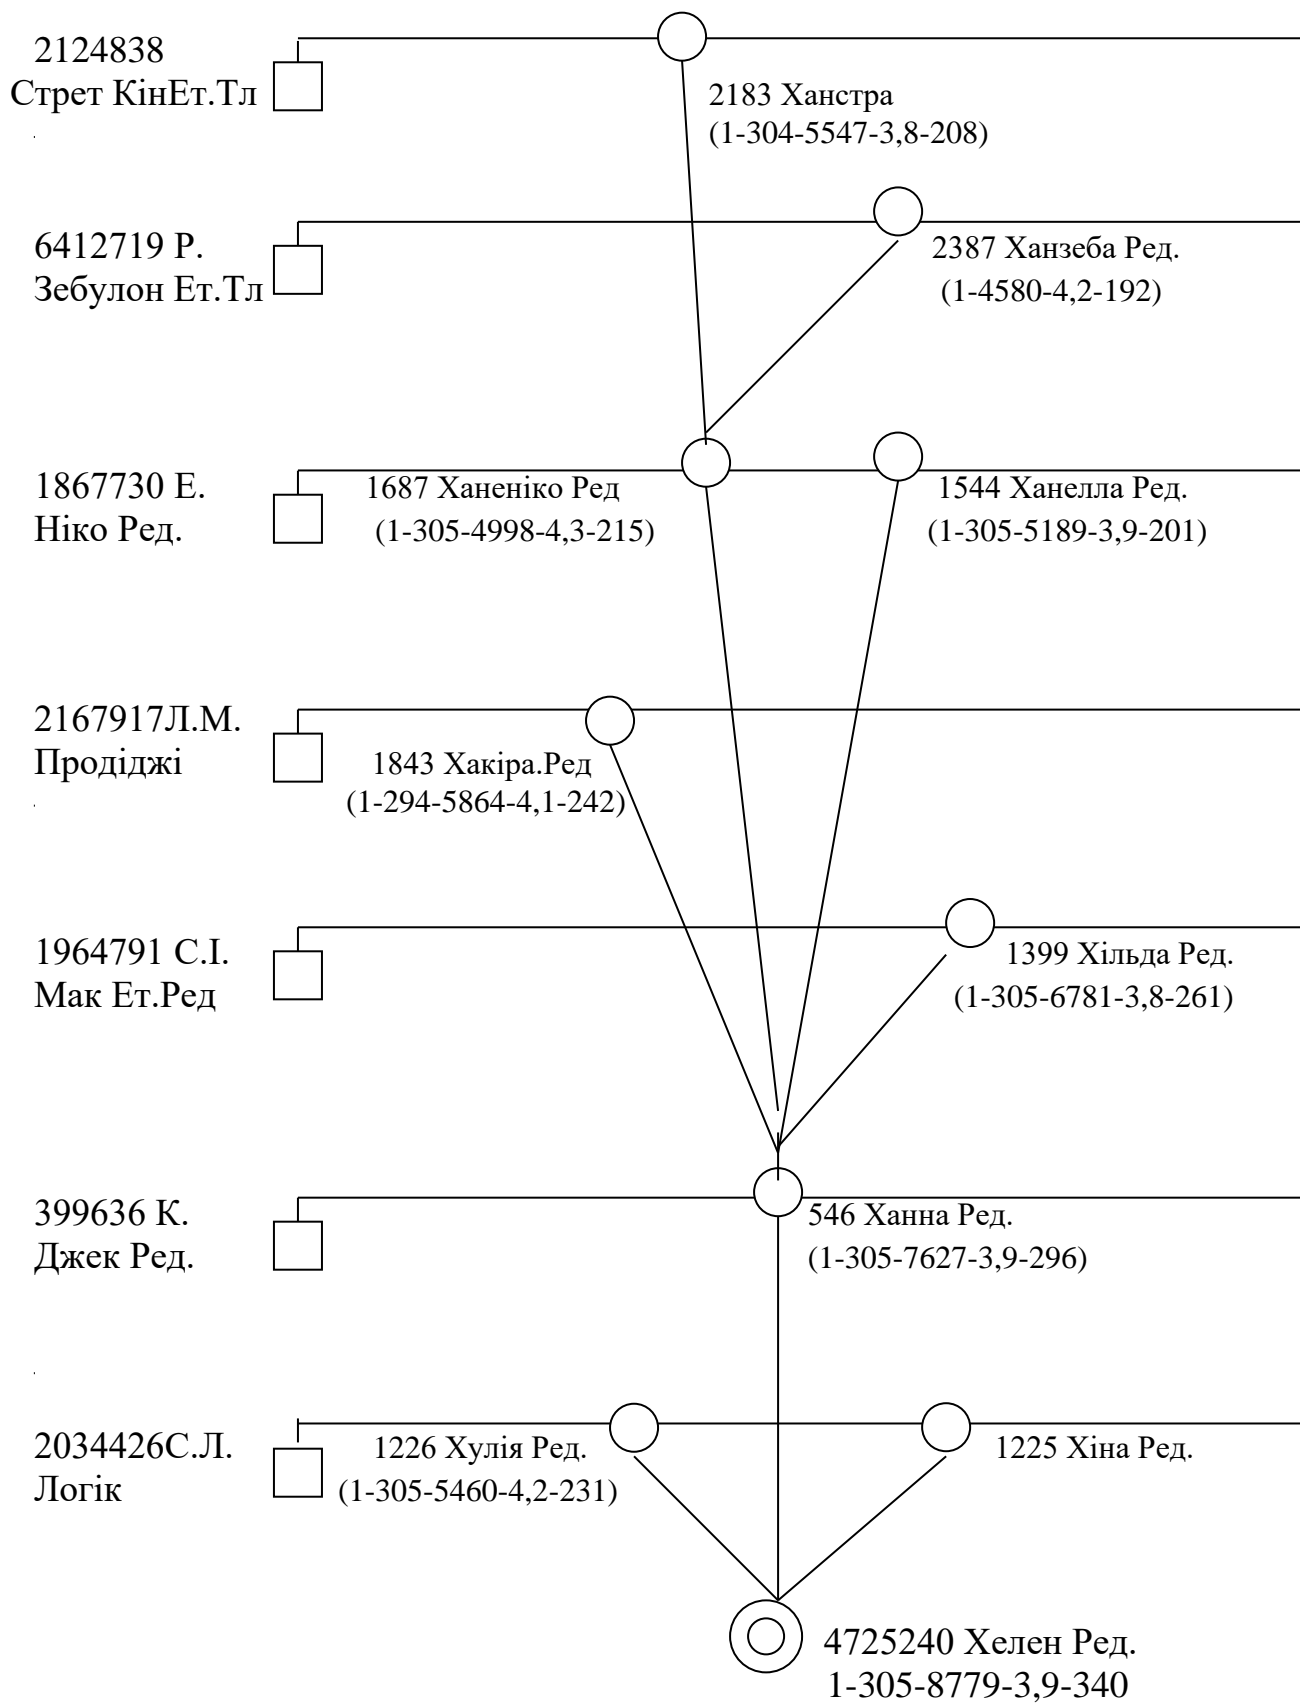 2124838
Стрет КінЕт.Тл
2183 Ханстра
(1-304-5547-3,8-208)
6412719 Р.
Зебулон Ет.Тл
2387 Ханзеба Ред.
(1-4580-4,2-192)
1867730 Е.
Ніко Ред.
1687 Ханеніко Ред
(1-305-4998-4,3-215)
1544 Ханелла Ред.
(1-305-5189-3,9-201)
2167917Л.М.
Продіджі
1843 Хакіра.Ред
(1-294-5864-4,1-242)
1964791 С.І.
Мак Ет.Ред
1399 Хільда Ред.
(1-305-6781-3,8-261)
399636 К.
Джек Ред.
546 Ханна Ред.
(1-305-7627-3,9-296)
2034426С.Л.
Логік
1226 Хулія Ред.
(1-305-5460-4,2-231)
1225 Хіна Ред.
4725240 Хелен Ред.
1-305-8779-3,9-340